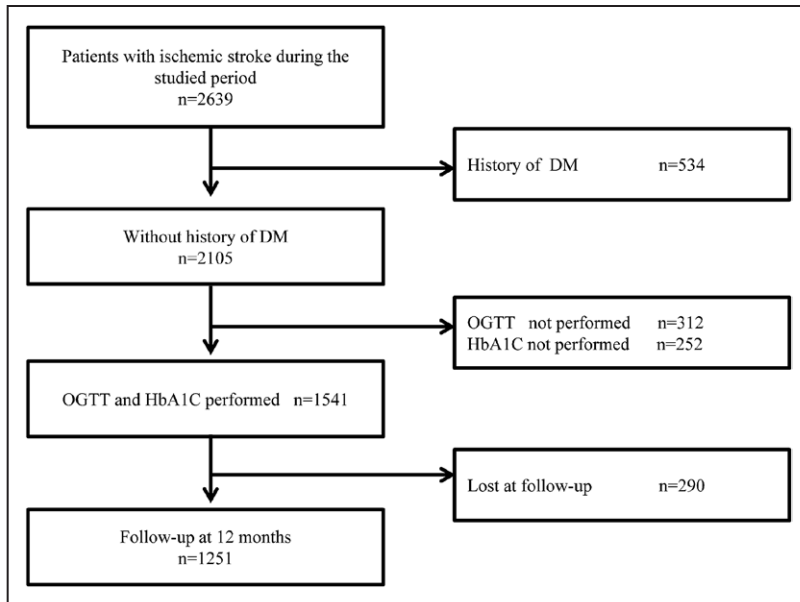 Patients with ischemic stroke during the
studied period
n=2639
History of DM n=534
Without history of DM
n=2105
OGTT not performed n=312
HbA1C not performed n=252
OGTT and HbA1C performed n=1541
Lost at follow-up n=290
Follow-up at 12 months
n=1251